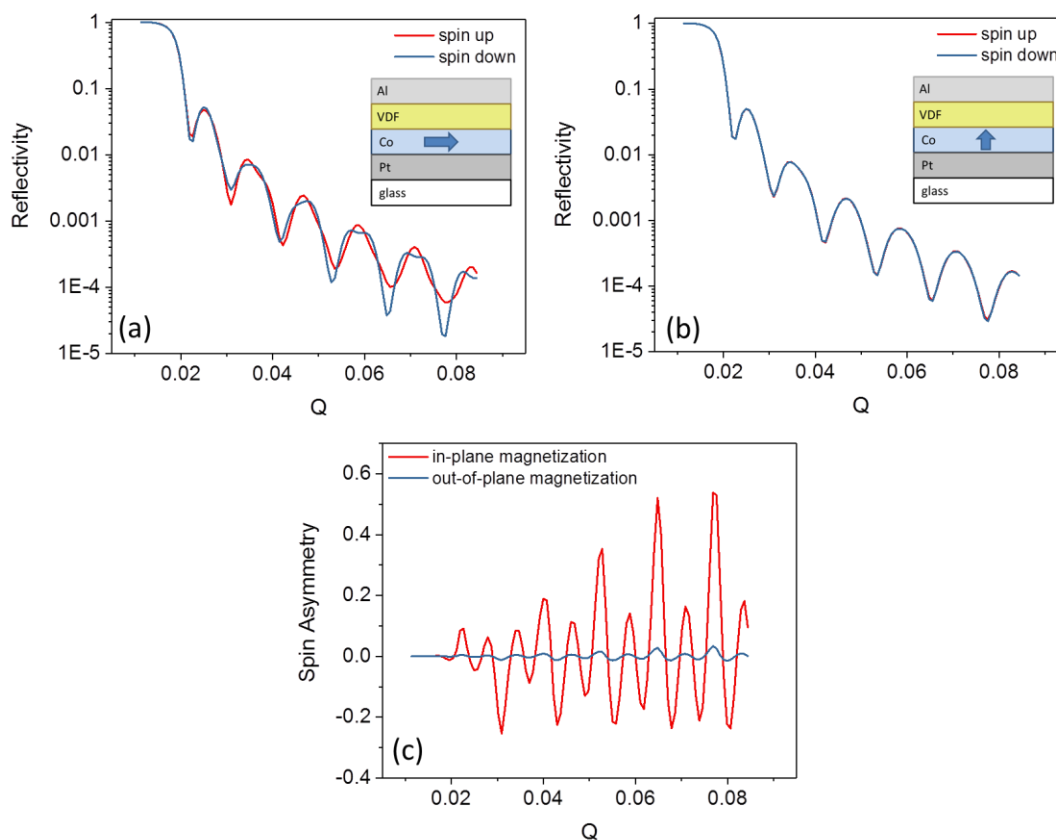 spin up
spin down
Al
VDF
Co
Pt
glass
1
0.1
0.01
0.001
1E-4
1E-5
0.02
0.04
0.06
0.08
Reflectivity
Q
(a)
spin up
spin down
Al
VDF
Co
Pt
glass
1
0.1
0.01
0.001
1E-4
1E-5
0.02
0.04
0.06
0.08
Reflectivity
Q
(b)
in-plane magnetization
out-of-plane magnetization
0.6
0.4
0.2
0.0
-0.2
-0.4
0.02
0.04
0.06
0.08
Spin Asymmetry
Q
(c)